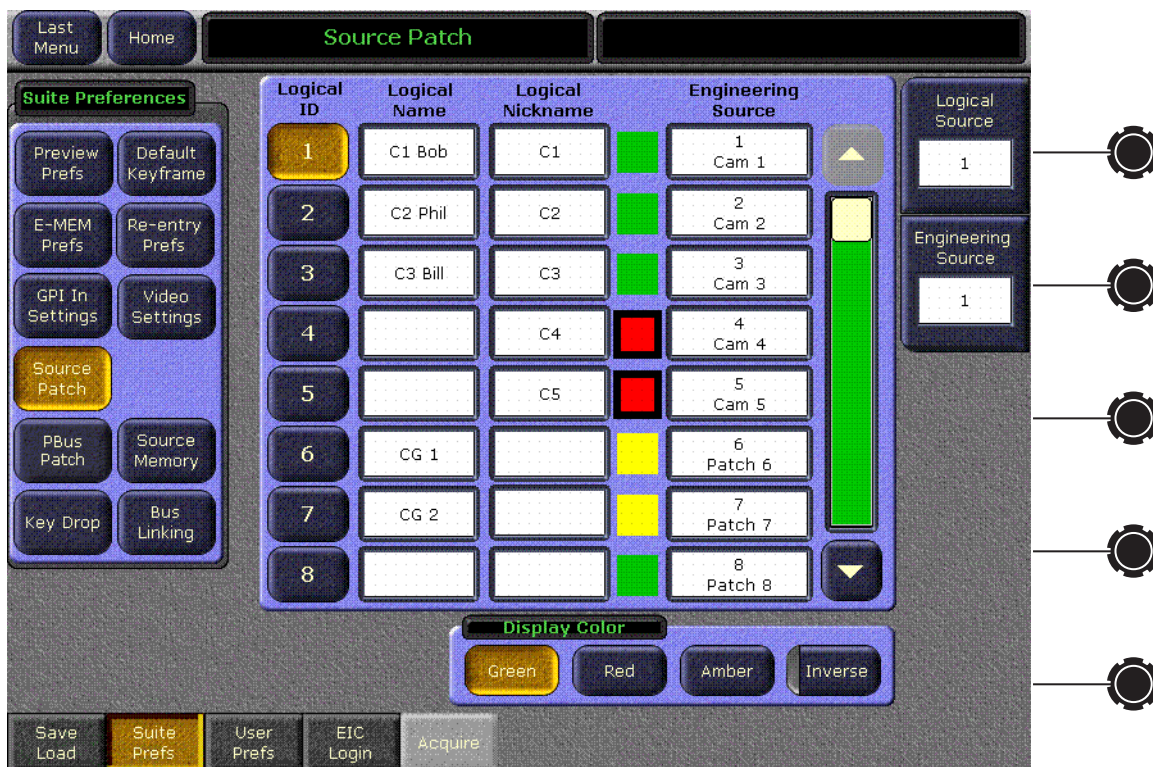 Last
Menu
Home
Source Patch
Suite Preferences
Preview
Prefs
Default
Keyframe
E-MEM
Prefs
Re-entry
Prefs
GPI In
Settings
Video
Settings
Source
Patch
PBus
Patch
Source
Memory
Key Drop
Bus
Linking
Logical
ID
Logical
Name
Logical
Nickname
Engineering
Source
1
C1 Bob
C1
1
Cam 1
2
C2 Phil
C2
2
Cam 2
3
C3 Bill
C3
3
Cam 3
4
C4
4
Cam 4
5
C5
5
Cam 5
6
CG 1
6
Patch 6
7
CG 2
7
Patch 7
8
8
Patch 8
Logical
Source
1
Engineering
Source
1
Display Color
Green
Red
Amber
Inverse
Save
Load
Suite
Prefs
User
Prefs
EIC
Login
Acquire